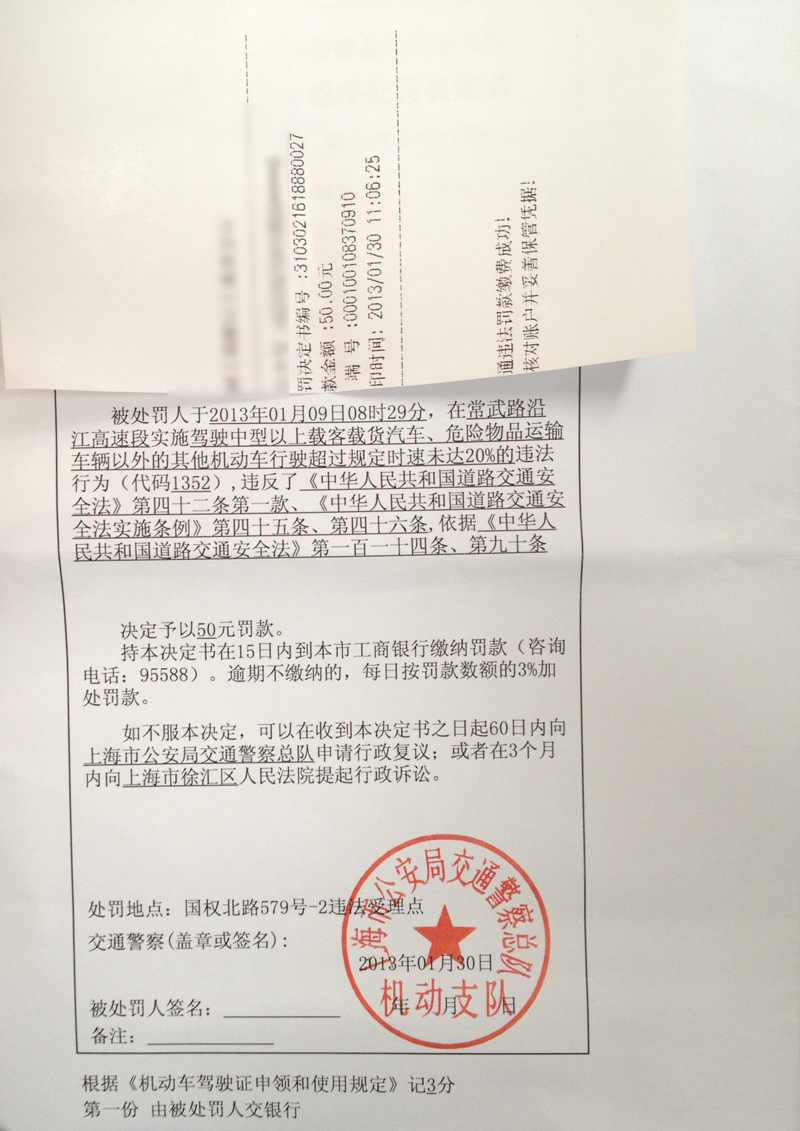 罚决定书编号:3103021618880027
款金额:50.00元
端 号:000100108370910
印时间: 2013/01/30 11:06:25
通违法罚款缴费成功!
核对账户并妥善保管凭据!
被处罚人于2013年01月09日08时29分，在常武路沿
江高速段实施驾驶中型以上载客载货汽车、危险物品运输
车辆以外的其他机动车行驶超过规定时速未达20%的违法
行为（代码1352）,违反了《中华人民共和国道路交通安
全法》第四十二条第一款、《中华人民共和国道路交通安
全法实施条例》第四十五条、第四十六条,依据《中华人
民共和国道路交通安全法》第一百一十四条、第九十条
决定予以50元罚款。
持本决定书在15日内到本市工商银行缴纳罚款（咨询
电话：95588）。逾期不缴纳的，每日按罚款数额的3%加
处罚款。
如不服本决定，可以在收到本决定书之日起60日内向
上海市公安局交通警察总队申请行政复议；或者在3个月
内向上海市徐汇区人民法院提起行政诉讼。
处罚地点：国权北路579号-2违法受理点
交通警察(盖章或签名):
2013年01月30日
被处罚人签名： 年 月 日
备注：
上海市公安局交通警察总队
机动支队
根据《机动车驾驶证申领和使用规定》记3分
第一份 由被处罚人交银行